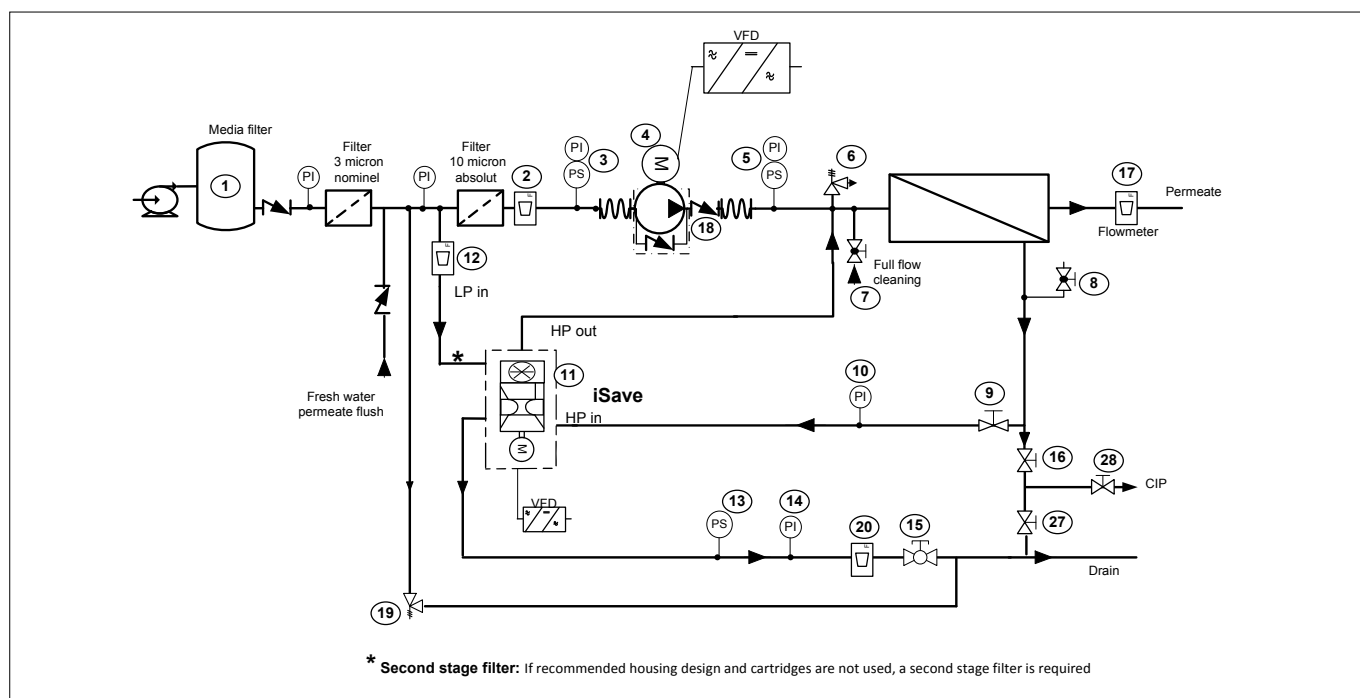 VFD
Media filter
1
PI
Filter
3 micron
nominel
PI
Filter
10 micron
absolut
2
F
PI
PS
3
4
M
18
PI
PS
5
6
17
F
Permeate
Flowmeter
Full flow
cleaning
7
8
F
12
LP in
HP out
*
11
iSave
HP in
M
VFD
10
PI
9
16
28
CIP
27
Fresh water
permeate flush
13
PS
14
PI
20
F
15
Drain
19
* Second stage filter: If recommended housing design and cartridges are not used, a second stage filter is required